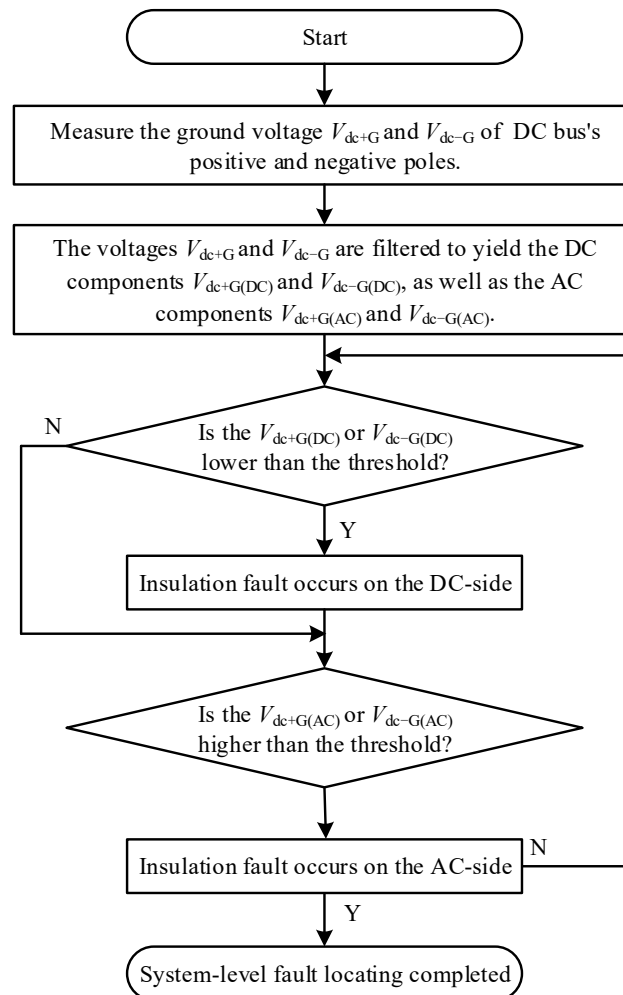 Start
Measure the ground voltage Vdc+G and Vdc−G of DC bus's
positive and negative poles.
The voltages Vdc+G and Vdc−G are filtered to yield the DC
components Vdc+G(DC) and Vdc−G(DC), as well as the AC
components Vdc+G(AC) and Vdc−G(AC).
N
Is the Vdc+G(DC) or Vdc−G(DC)
lower than the threshold?
Y
Insulation fault occurs on the DC-side
Is the Vdc+G(AC) or Vdc−G(AC)
higher than the threshold?
Insulation fault occurs on the AC-side
N
Y
System-level fault locating completed